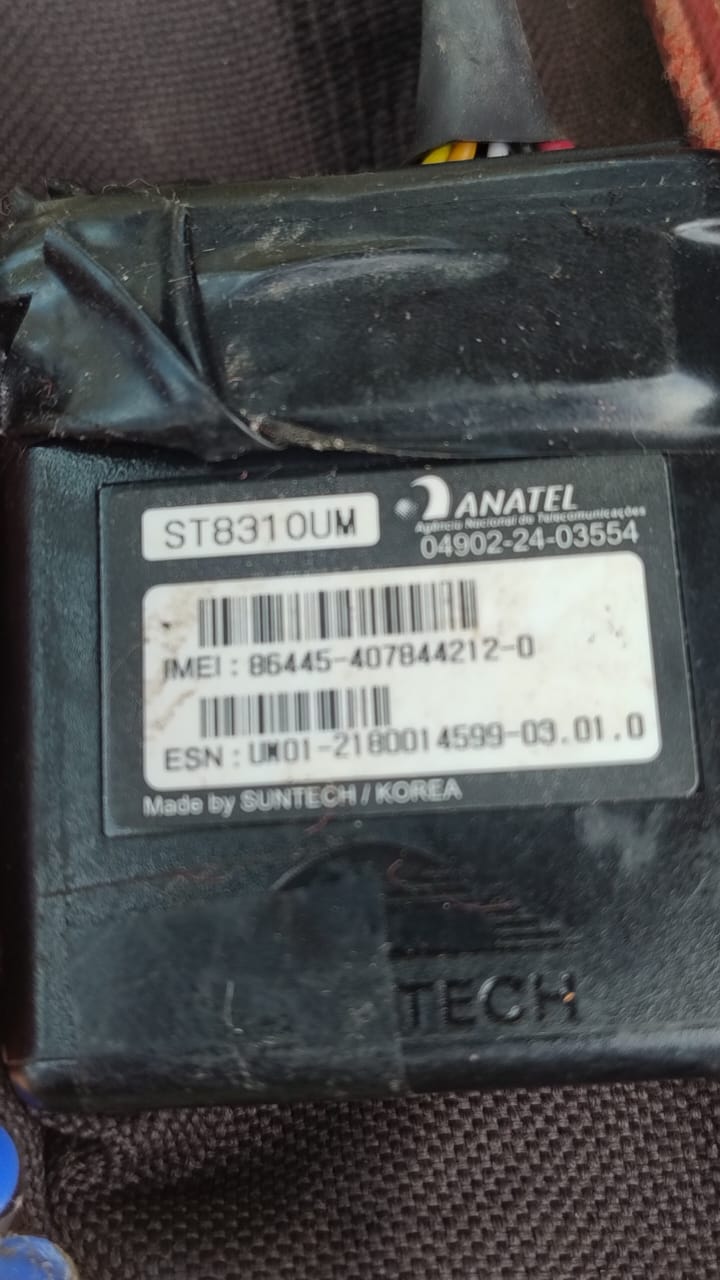 ST8310UM
ANATEL
Agência Nacional de Telecomunicações
04902-24-03554
IMEI : 86445-407844212-0
ESN : UM01-2180014599-03.01.0
Made by SUNTECH / KOREA
TECH